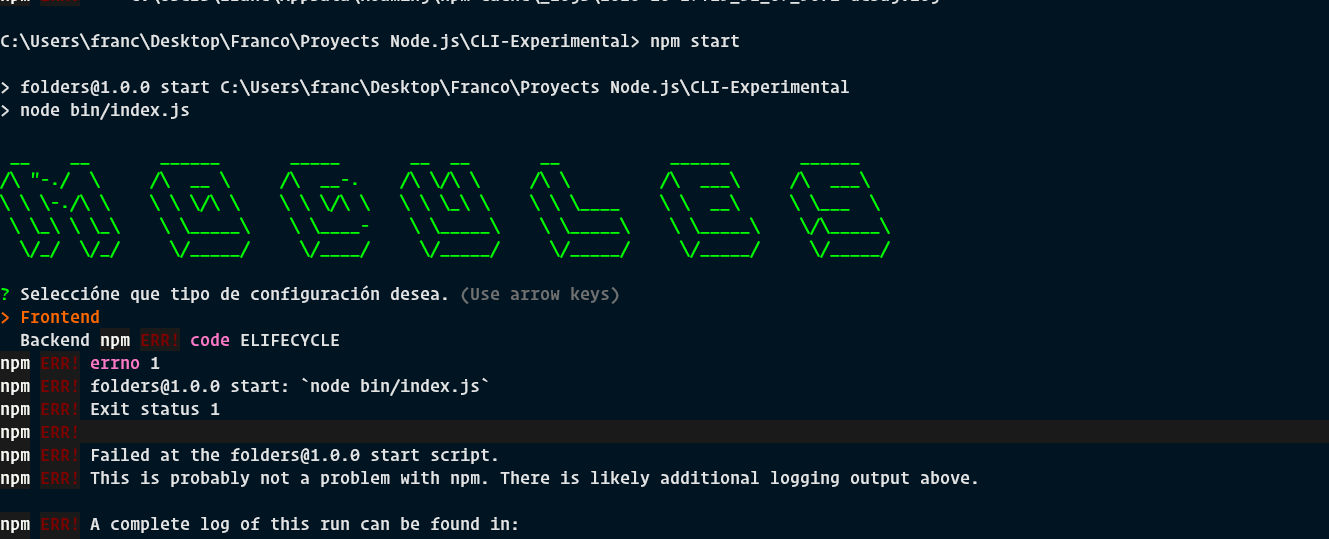 C:\Users\franc\Desktop\Franco\Proyects Node.js\CLI-Experimental> npm start
> folders@1.0.0 start C:\Users\franc\Desktop\Franco\Proyects Node.js\CLI-Experimental
> node bin/index.js
MODULES
? Selecciόne que tipo de configuración desea. (Use arrow keys)
> Frontend
Backend npm ERR! code ELIFECYCLE
npm ERR! errno 1
npm ERR! folders@1.0.0 start: `node bin/index.js`
npm ERR! Exit status 1
npm ERR!
npm ERR! Failed at the folders@1.0.0 start script.
npm ERR! This is probably not a problem with npm. There is likely additional logging output above.
npm ERR! A complete log of this run can be found in: